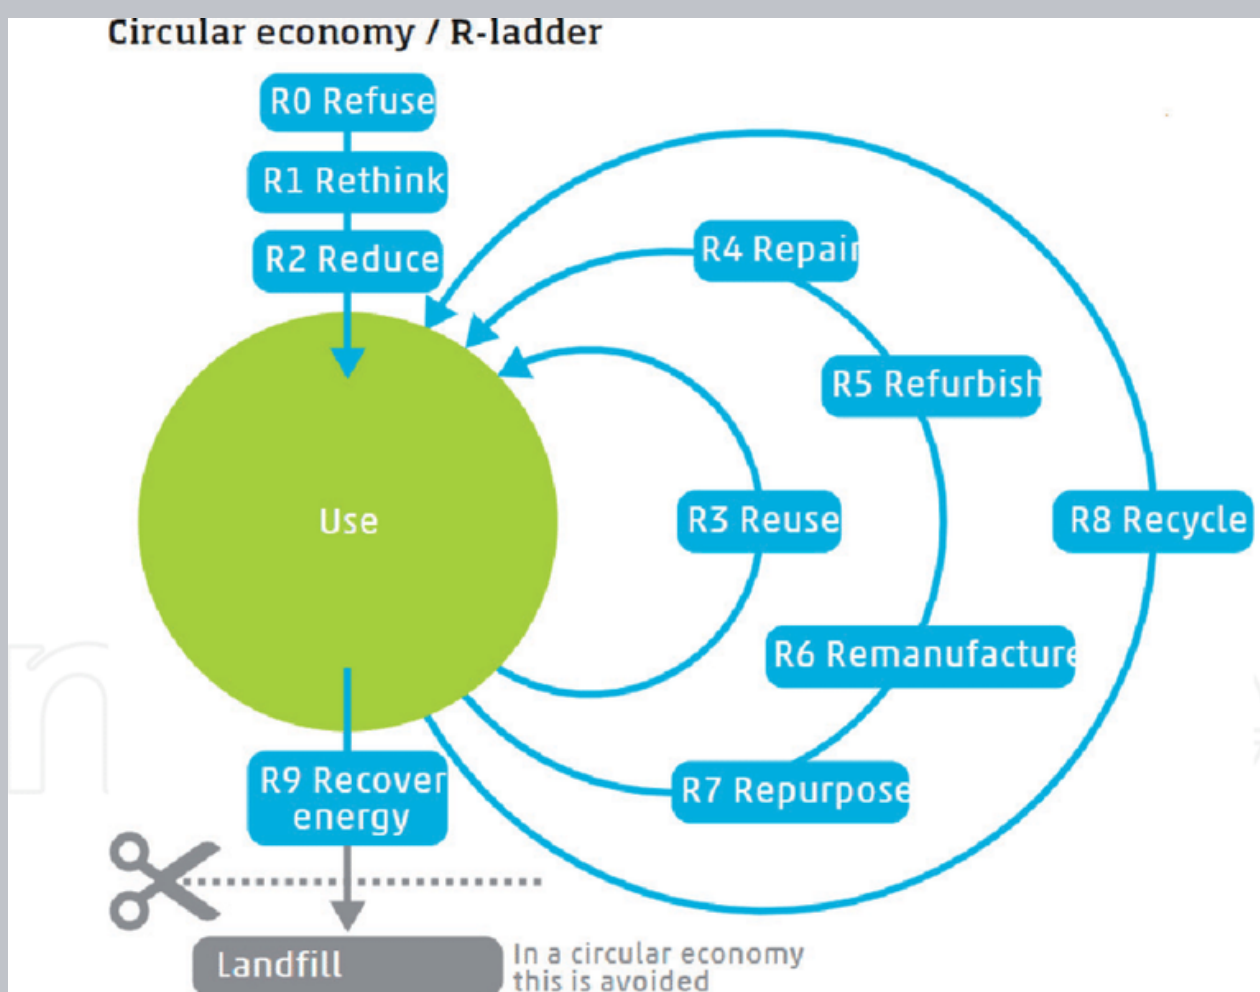 Circular economy / R-ladder
R0 Refuse
R1 Rethink
R2 Reduce
R4 Repair
R5 Refurbish
Use
R3 Reuse
R8 Recycle
R6 Remanufacture
R7 Repurpose
R9 Recover
energy
Landfill
In a circular economy
this is avoided